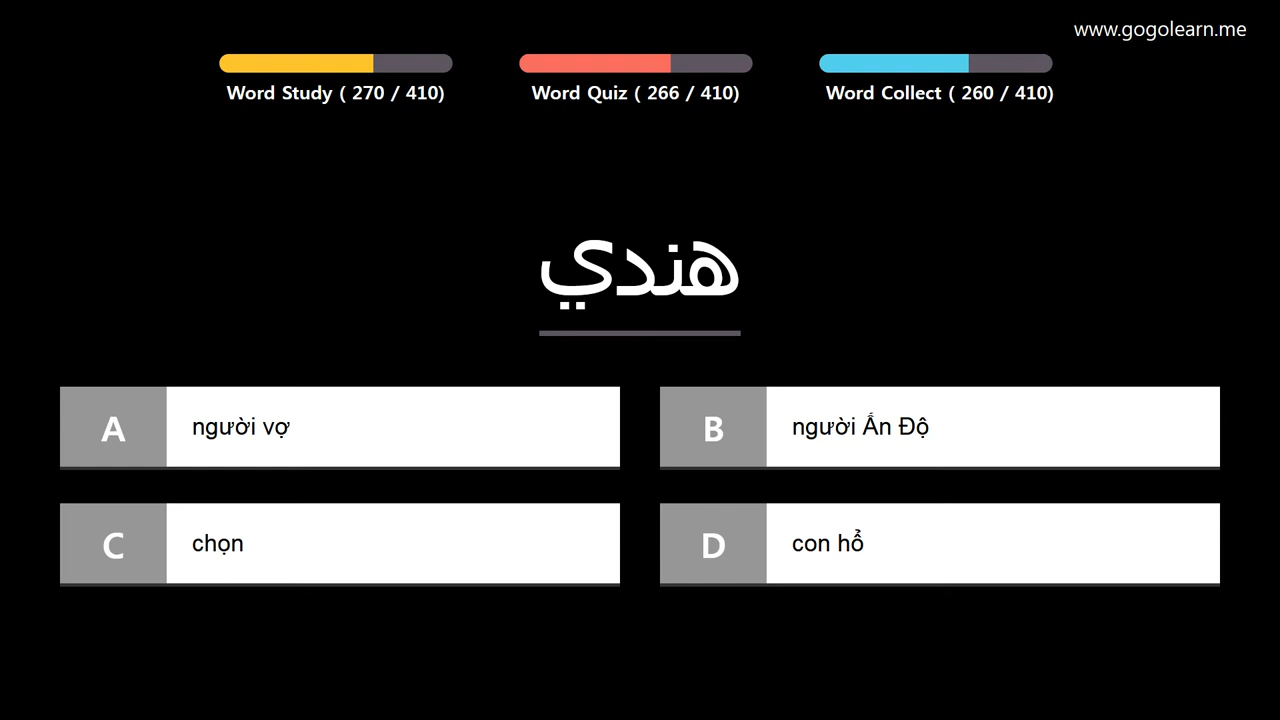 www.gogolearn.me
Word Study ( 270 / 410)
Word Quiz ( 266 / 410)
Word Collect ( 260 / 410)
هندي
A người vợ
B người Ấn Độ
C chọn
D con hổ